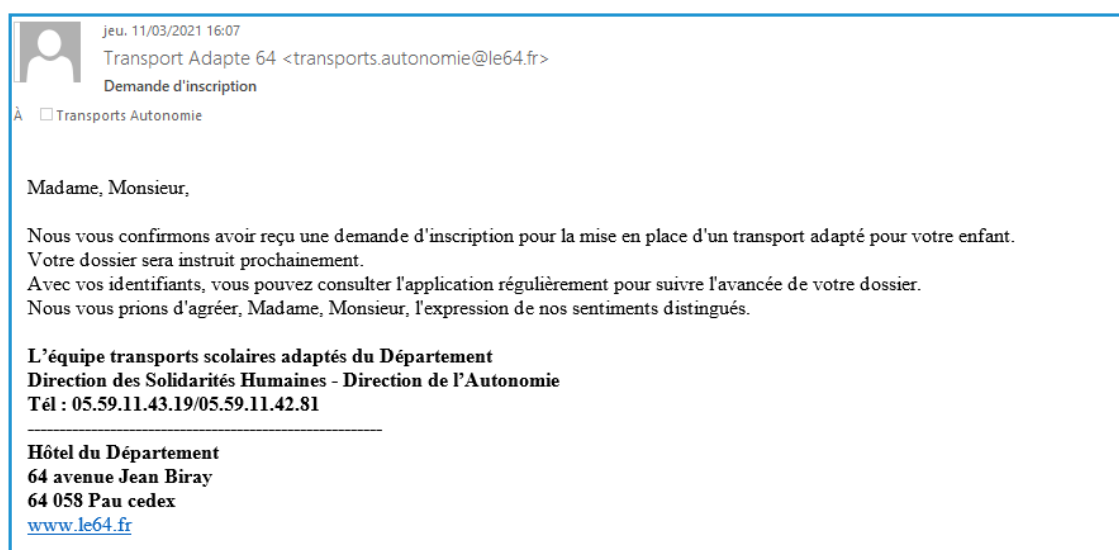 jeu. 11/03/2021 16:07
Transport Adapte 64 <transports.autonomie@le64.fr>
Demande d'inscription
À Transports Autonomie
Madame, Monsieur,
Nous vous confirmons avoir reçu une demande d'inscription pour la mise en place d'un transport adapté pour votre enfant.
Votre dossier sera instruit prochainement.
Avec vos identifiants, vous pouvez consulter l'application régulièrement pour suivre l'avancée de votre dossier.
Nous vous prions d'agréer, Madame, Monsieur, l'expression de nos sentiments distingués.
L'équipe transports scolaires adaptés du Département
Direction des Solidarités Humaines - Direction de l'Autonomie
Tél : 05.59.11.43.19/05.59.11.42.81
--------------------------------------------------------
Hôtel du Département
64 avenue Jean Biray
64 058 Pau cedex
www.le64.fr